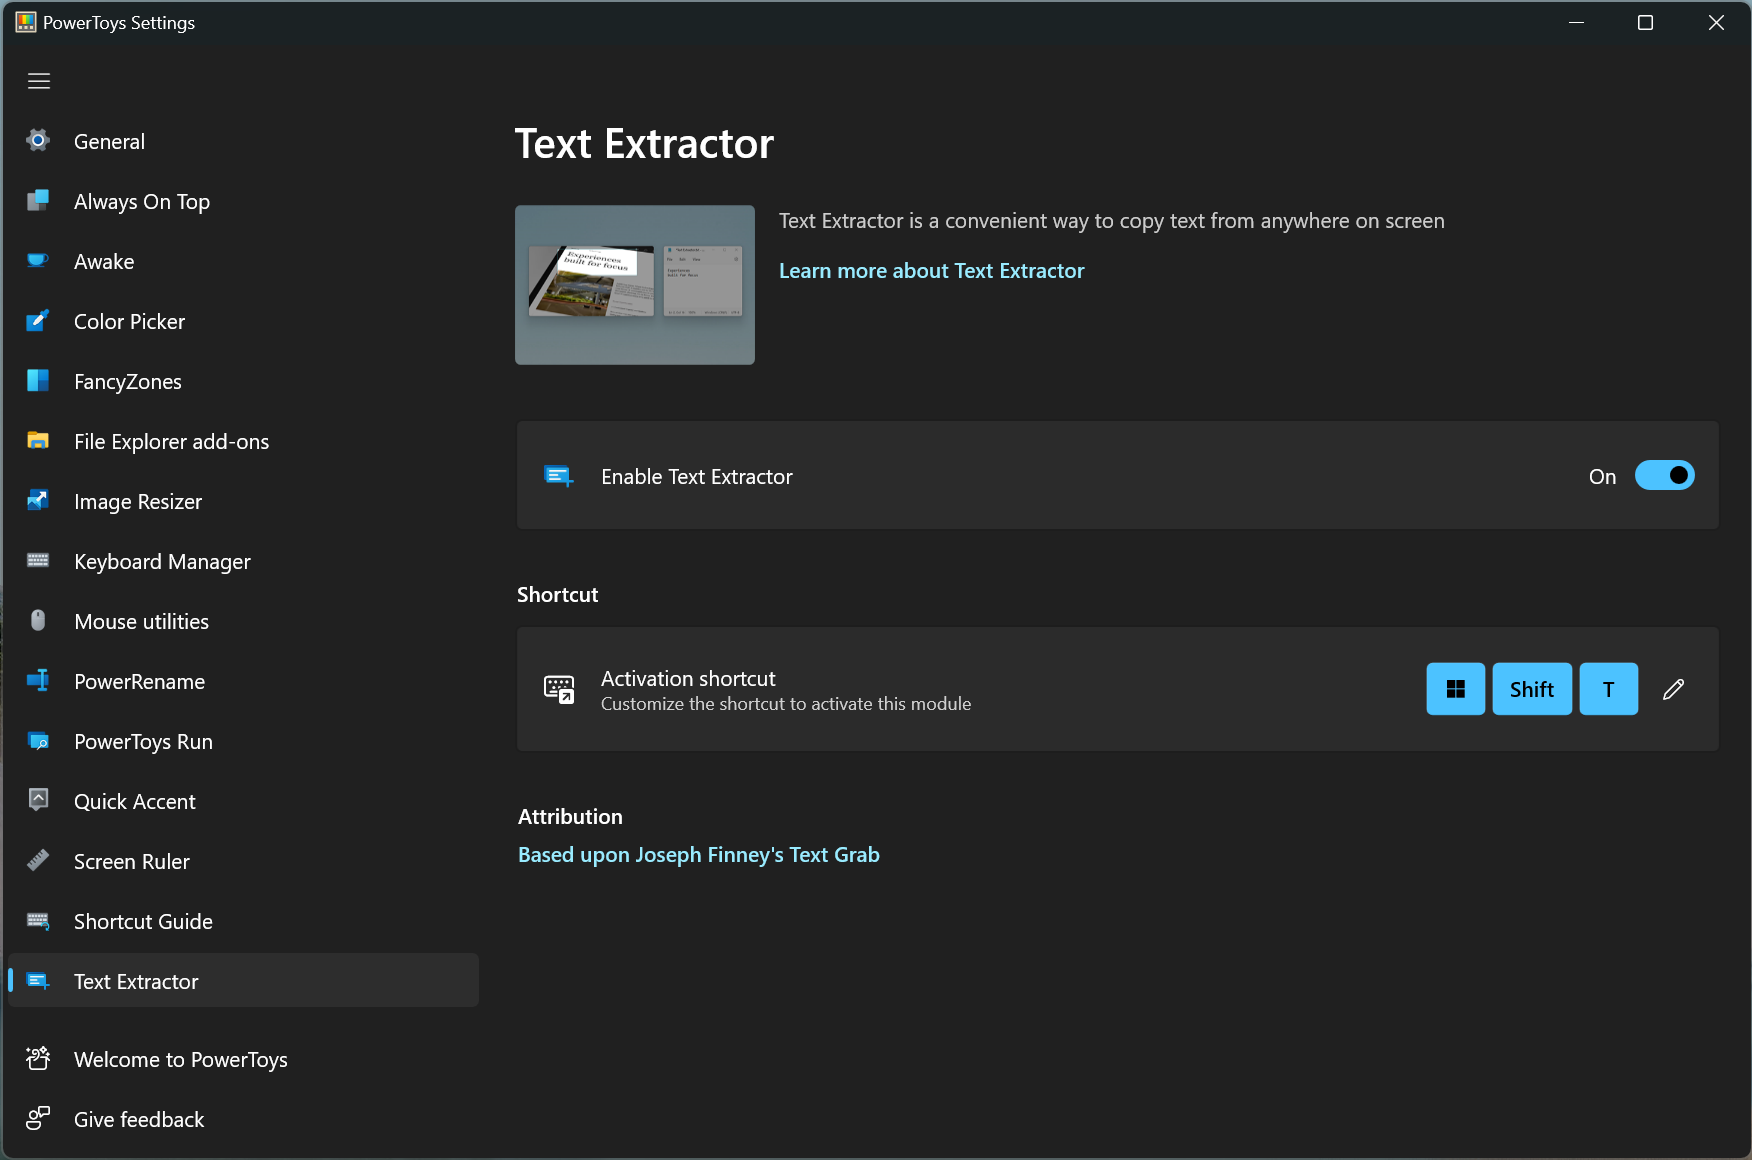 PowerToys Settings
General
Always On Top
Awake
Color Picker
FancyZones
File Explorer add-ons
Image Resizer
Keyboard Manager
Mouse utilities
PowerRename
PowerToys Run
Quick Accent
Screen Ruler
Shortcut Guide
Text Extractor
Welcome to PowerToys
Give feedback
Text Extractor
Experiences
built for focus
Text Extractor is a convenient way to copy text from anywhere on screen
Learn more about Text Extractor
Enable Text Extractor
On
Shortcut
Activation shortcut
Customize the shortcut to activate this module
Shift
T
Attribution
Based upon Joseph Finney's Text Grab